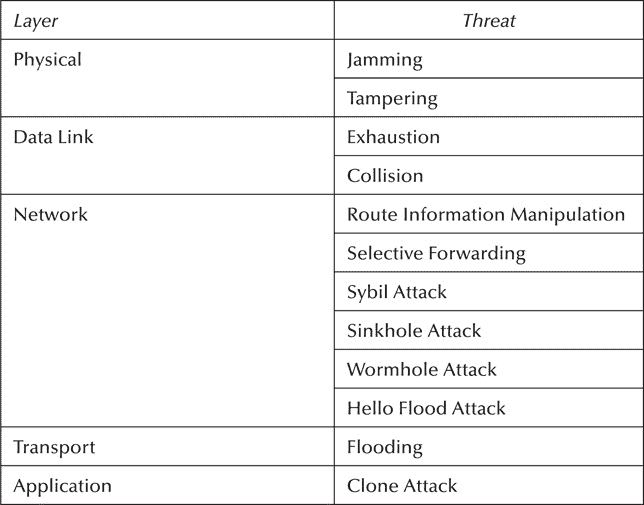 Layer Threat
Physical Jamming
Tampering
Data Link Exhaustion
Collision
Network Route Information Manipulation
Selective Forwarding
Sybil Attack
Sinkhole Attack
Wormhole Attack
Hello Flood Attack
Transport Flooding
Application Clone Attack